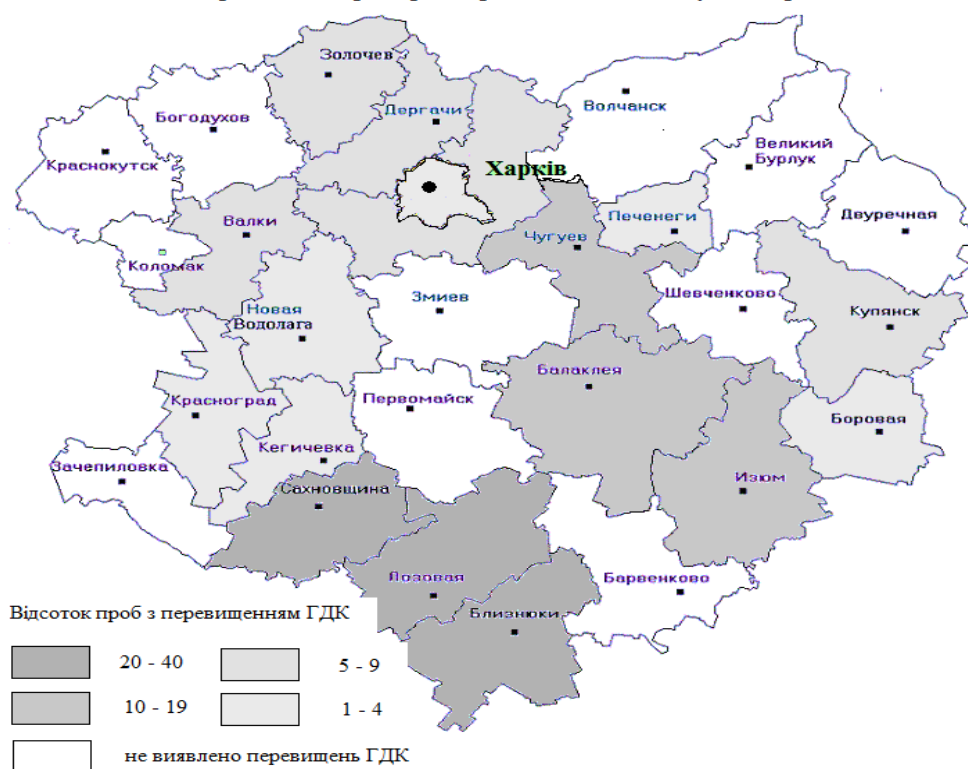 Золочев
Дергачи
Волчанск
Богодухов
Великий
Бурлук
Краснокутск
Харків
Печенеги
Двуречная
Валки
Чугуев
Коломак
Змиев
Шевченково
Новая
Водолага
Купянск
Балаклея
Красноград
Первомайск
Боровая
Кегичевка
Зачепиловка
Сахновщина
Изюм
Лозовая
Барвенково
Близнюки
Відсоток проб з перевищенням ГДК
20 - 40
5 - 9
10 - 19
1 - 4
не виявлено перевищень ГДК